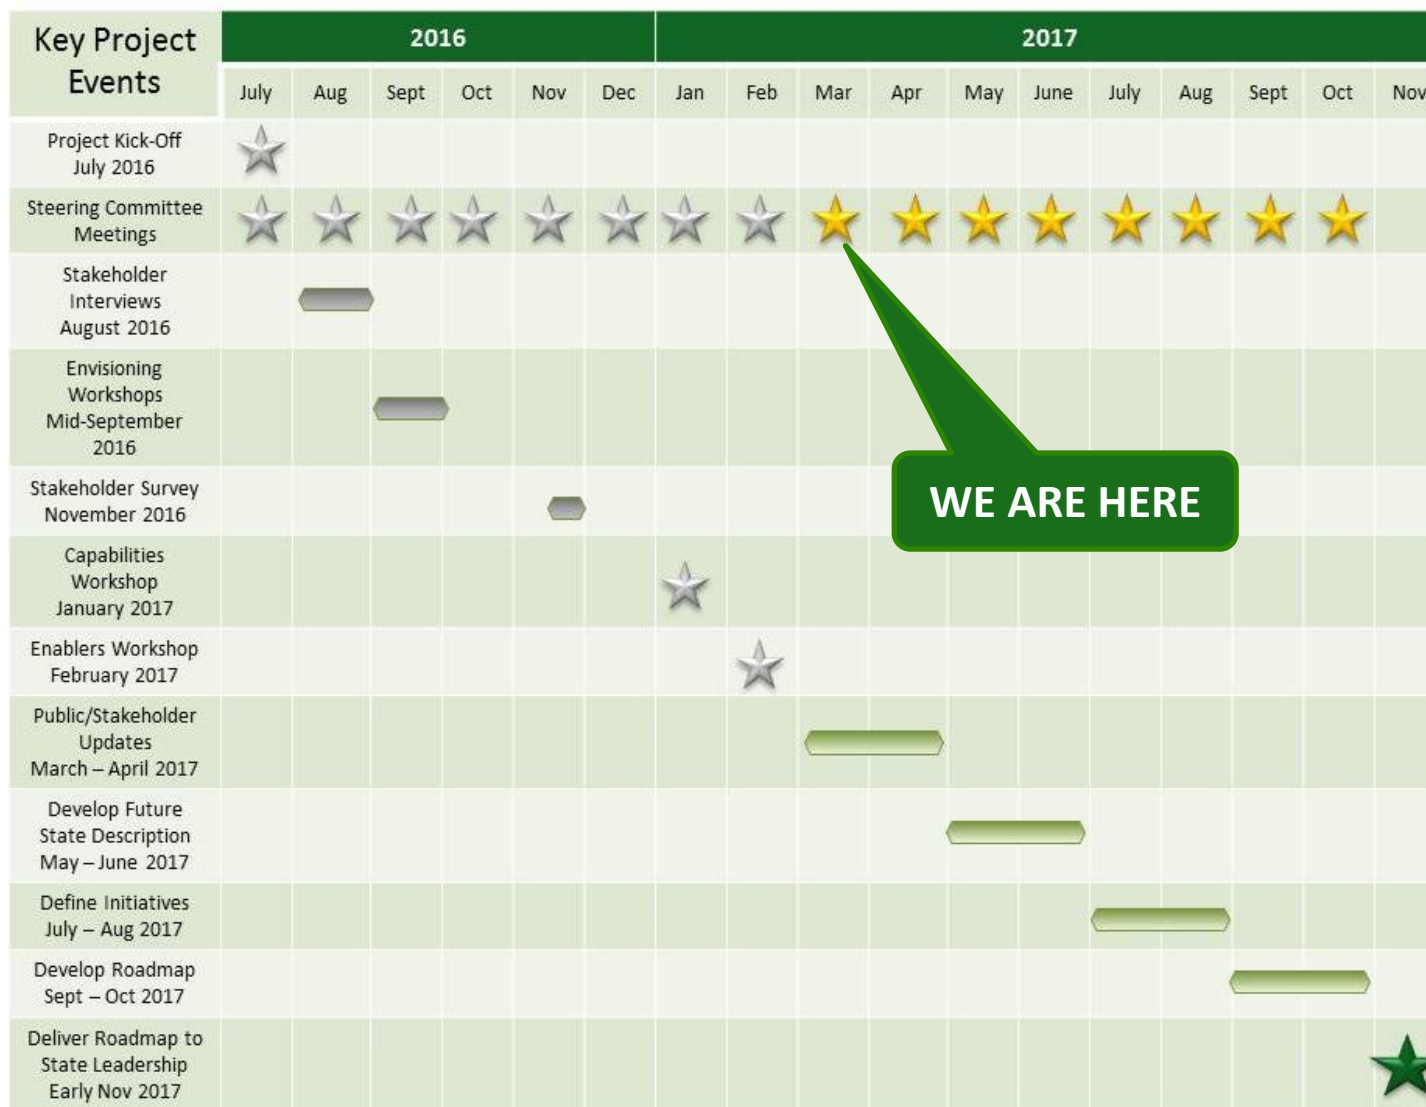 Key Project
Events
2016
2017
July Aug Sept Oct Nov Dec Jan Feb Mar Apr May June July Aug Sept Oct Nov
Project Kick-Off
July 2016
Steering Committee
Meetings
Stakeholder
Interviews
August 2016
Envisioning
Workshops
Mid-September
2016
WE ARE HERE
Stakeholder Survey
November 2016
Capabilities
Workshop
January 2017
Enablers Workshop
February 2017
Public/Stakeholder
Updates
March – April 2017
Develop Future
State Description
May – June 2017
Define Initiatives
July – Aug 2017
Develop Roadmap
Sept – Oct 2017
Deliver Roadmap to
State Leadership
Early Nov 2017